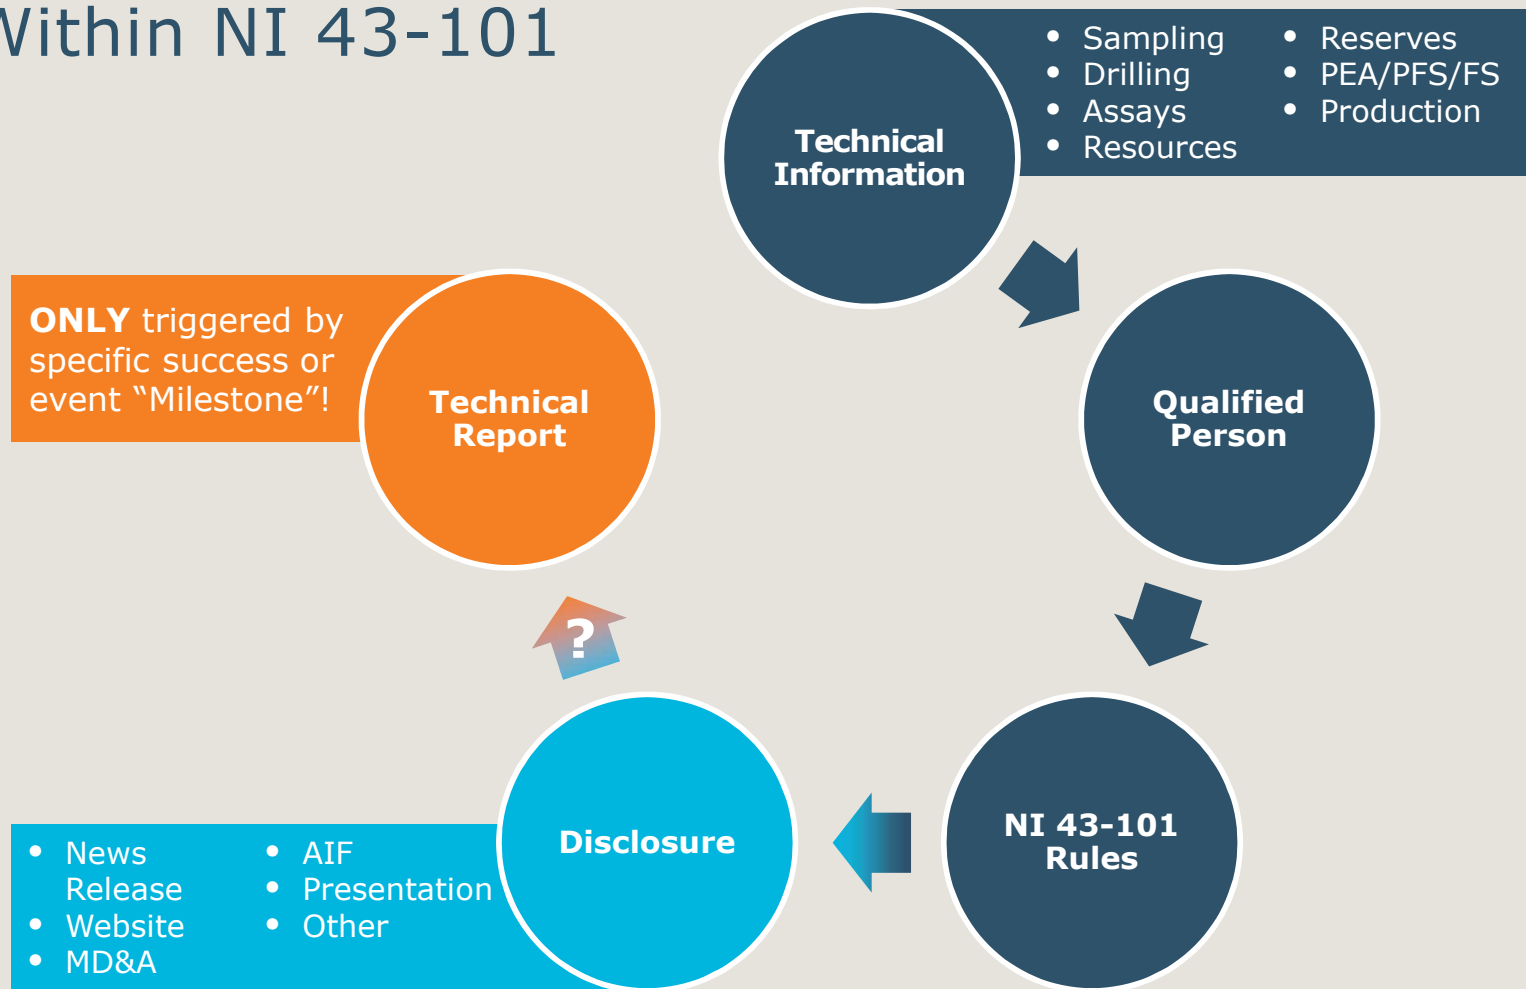 Within NI 43-101
Technical
Information
• Sampling
• Drilling
• Assays
• Resources
• Reserves
• PEA/PFS/FS
• Production
Qualified
Person
NI 43-101
Rules
Disclosure
• News
Release
• Website
• MD&A
• AIF
• Presentation
• Other
?
Technical
Report
ONLY triggered by
specific success or
event “Milestone”!